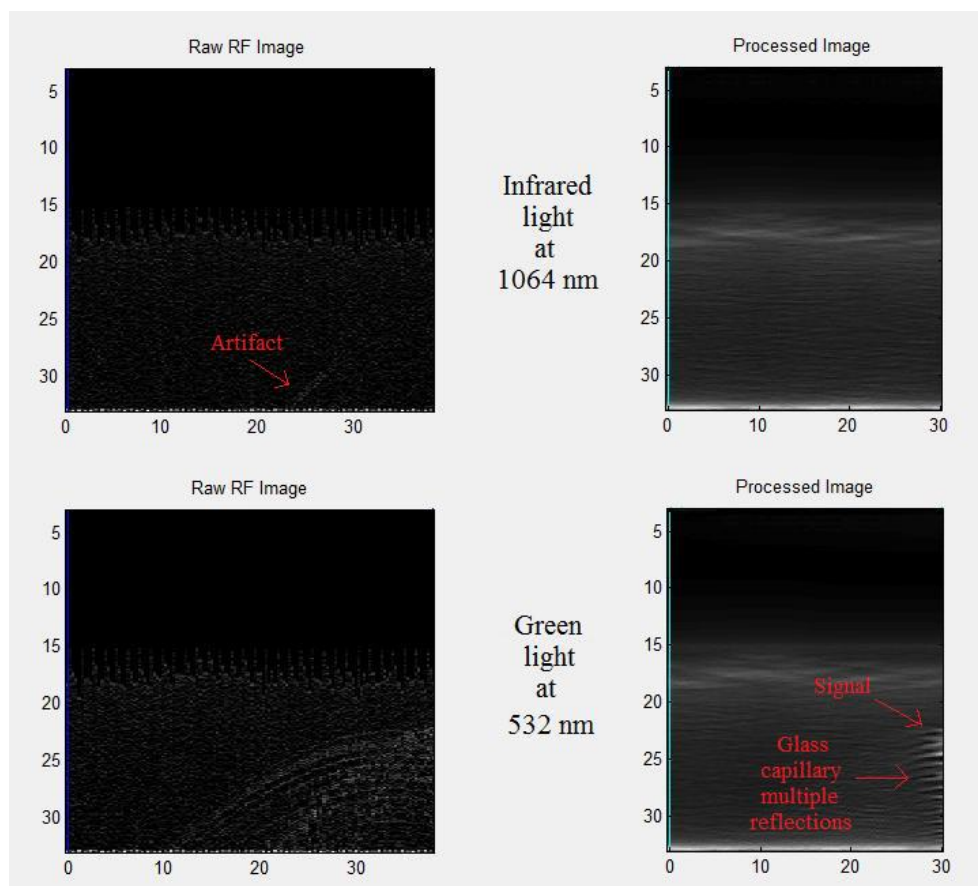 Raw RF Image
Processed Image
5
10
15
20
25
30
0
10
20
30
Artifact
Infrared
light
at
1064 nm
5
10
15
20
25
30
0
10
20
30
Raw RF Image
Processed Image
5
10
15
20
25
30
0
10
20
30
Green
light
at
532 nm
5
10
15
20
25
30
0
10
20
30
Signal
Glass
capillary
multiple
reflections